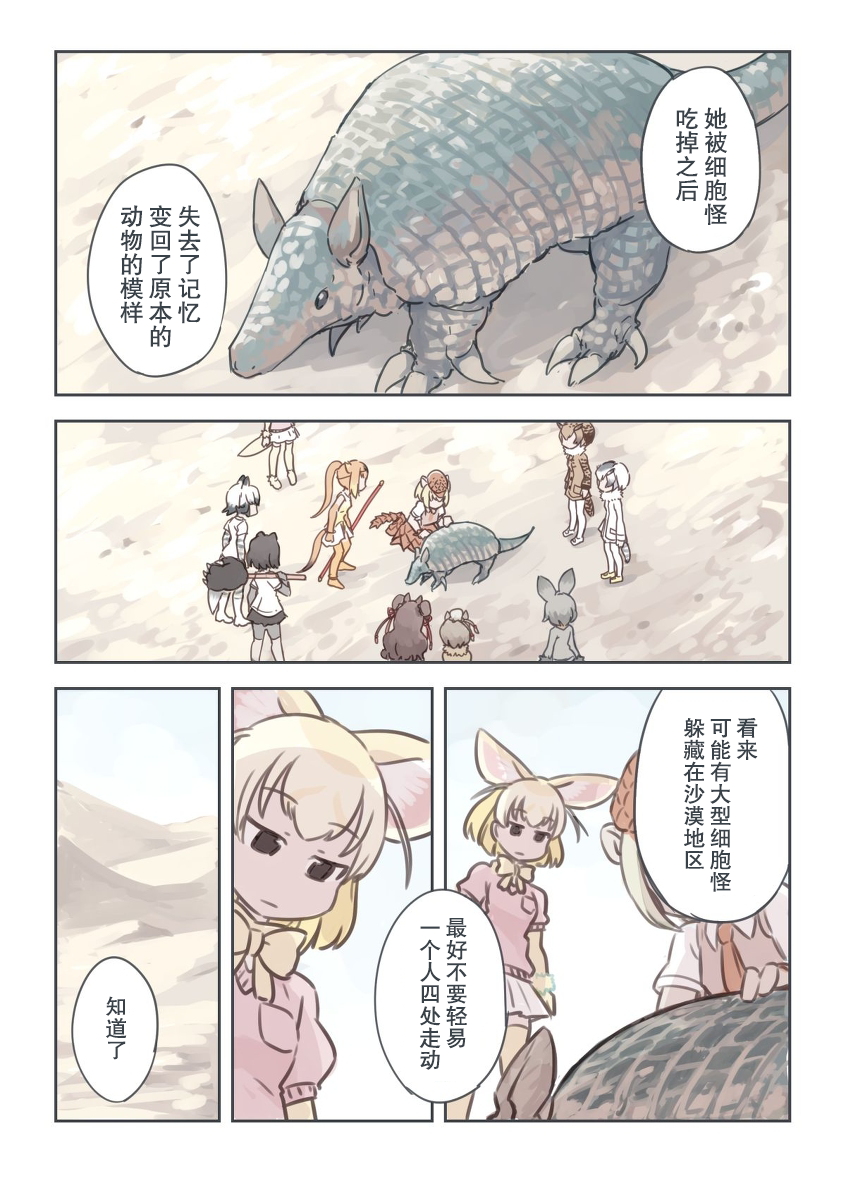 她被细胞怪
吃掉之后
失去了记忆
变回了原本的
动物的模样
看来
可能有大型细胞怪
躲藏在沙漠地区
最好不要轻易
一个人四处走动
知道了